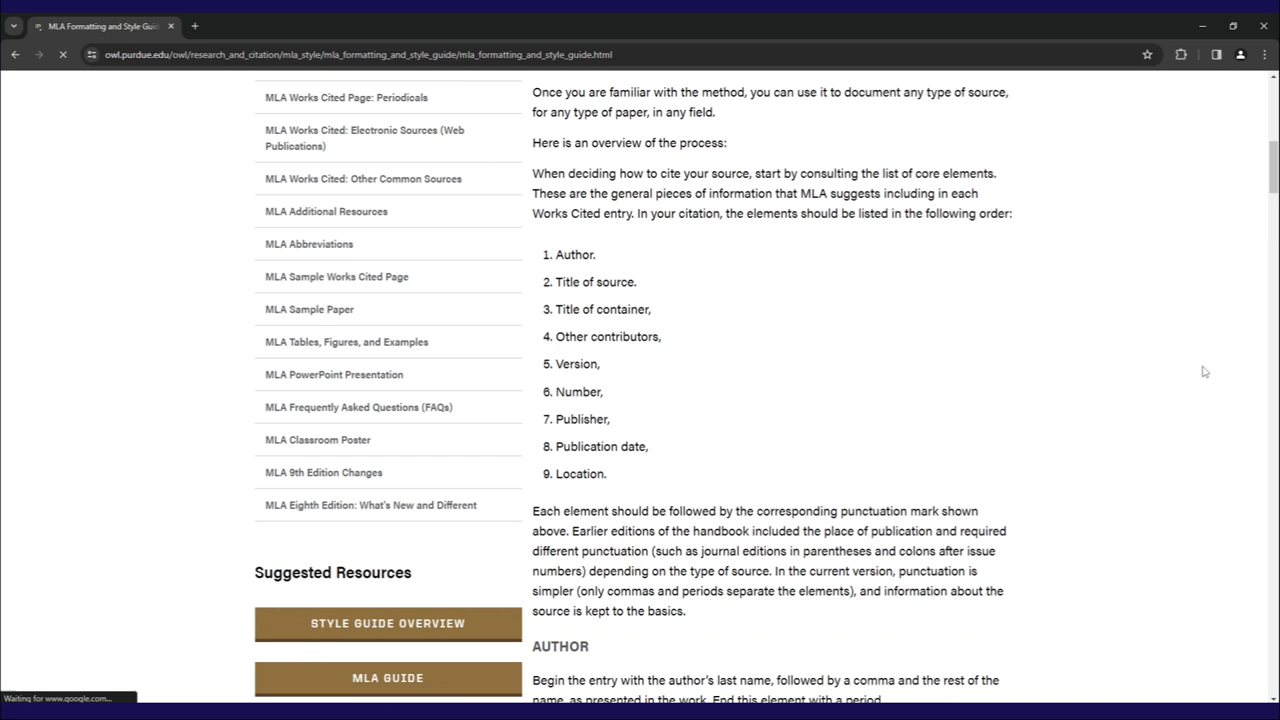 MLA Formatting and Style Gui
owl.purdue.edu/owl/research_and_citation/mla_style/mla_formatting_and_style_guide/mla_formatting_and_style_guide.html
MLA Works Cited Page: Periodicals
MLA Works Cited: Electronic Sources (Web
Publications)
MLA Works Cited: Other Common Sources
MLA Additional Resources
MLA Abbreviations
MLA Sample Works Cited Page
MLA Sample Paper
MLA Tables, Figures, and Examples
MLA PowerPoint Presentation
MLA Frequently Asked Questions (FAQs)
MLA Classroom Poster
MLA 9th Edition Changes
MLA Eighth Edition: What's New and Different
Suggested Resources
STYLE GUIDE OVERVIEW
MLA GUIDE
Once you are familiar with the method, you can use it to document any type of source,
for any type of paper, in any field.
Here is an overview of the process:
When deciding how to cite your source, start by consulting the list of core elements.
These are the general pieces of information that MLA suggests including in each
Works Cited entry. In your citation, the elements should be listed in the following order:
1. Author.
2. Title of source.
3. Title of container,
4. Other contributors,
5. Version,
6. Number,
7. Publisher,
8. Publication date,
9. Location.
Each element should be followed by the corresponding punctuation mark shown
above. Earlier editions of the handbook included the place of publication and required
different punctuation (such as journal editions in parentheses and colons after issue
numbers) depending on the type of source. In the current version, punctuation is
simpler (only commas and periods separate the elements), and information about the
source is kept to the basics.
AUTHOR
Begin the entry with the author's last name, followed by a comma and the rest of the
name, as presented in the work. End this element with a period.
Waiting for www.google.com...